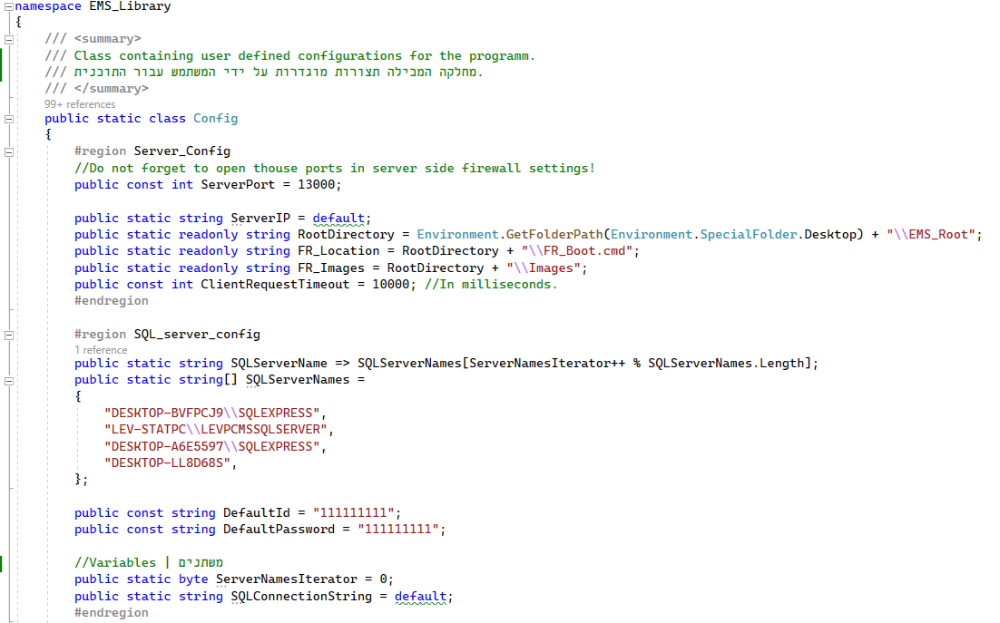 namespace EMS_Library
{
/// <summary>
/// Class containing user defined configurations for the programm.
/// מחלקה המכילה תצורות מוגדרות על ידי המשתמש עבור התוכנית.
/// </summary>
99+ references
public static class Config
{
#region Server_Config
//Do not forget to open thouse ports in server side firewall settings!
public const int ServerPort = 13000;
public static string ServerIP = default;
public static readonly string RootDirectory = Environment.GetFolderPath(Environment.SpecialFolder.Desktop) + "\\EMS_Root";
public static readonly string FR_Location = RootDirectory + "\\FR_Boot.cmd";
public static readonly string FR_Images = RootDirectory + "\\Images";
public const int ClientRequestTimeout = 10000; //In milliseconds.
#endregion
#region SQL_server_config
1 reference
public static string SQLServerName => SQLServerNames[ServerNamesIterator++ % SQLServerNames.Length];
public static string[] SQLServerNames =
{
"DESKTOP-BVFPCJ9\\SQLEXPRESS",
"LEV-STATPC\\LEVPCMSSQLSERVER",
"DESKTOP-A6E5597\\SQLEXPRESS",
"DESKTOP-LL8D68S",
};
public const string DefaultId = "111111111";
public const string DefaultPassword = "111111111";
//Variables | משתנים
public static byte ServerNamesIterator = 0;
public static string SQLConnectionString = default;
#endregion